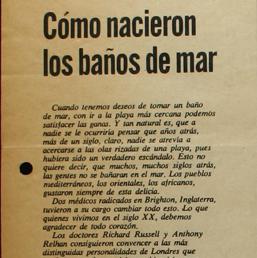 Cómo nacieron
los baños de mar
Cuando tenemos deseos de tomar un baño
de mar, con ir a la playa más cercana podemos
satisfacer las ganas. Y tan natural es, que a
nadie se le ocurriría pensar que años atrás,
más de un siglo, claro, nadie se atrevía a
acercarse a las olas rizadas de una playa, pues
hubiera sido un verdadero escándalo. Esto no
quiere decir, que muchos, muchos siglos atrás,
las gentes no se bañaran en el mar. Los pueblos
mediterráneos, los orientales, los africanos,
gustaron siempre de esta delicia.
Dos médicos radicados en Brighton, Inglaterra,
tuvieron a su cargo cambiar todo esto. Lo que
quienes vivimos en el siglo XX, debemos
agradecer de todo corazón.
Los doctores Richard Russell y Anthony
Relhan consiguieron convencer a las más
distinguidas personalidades de Londres que